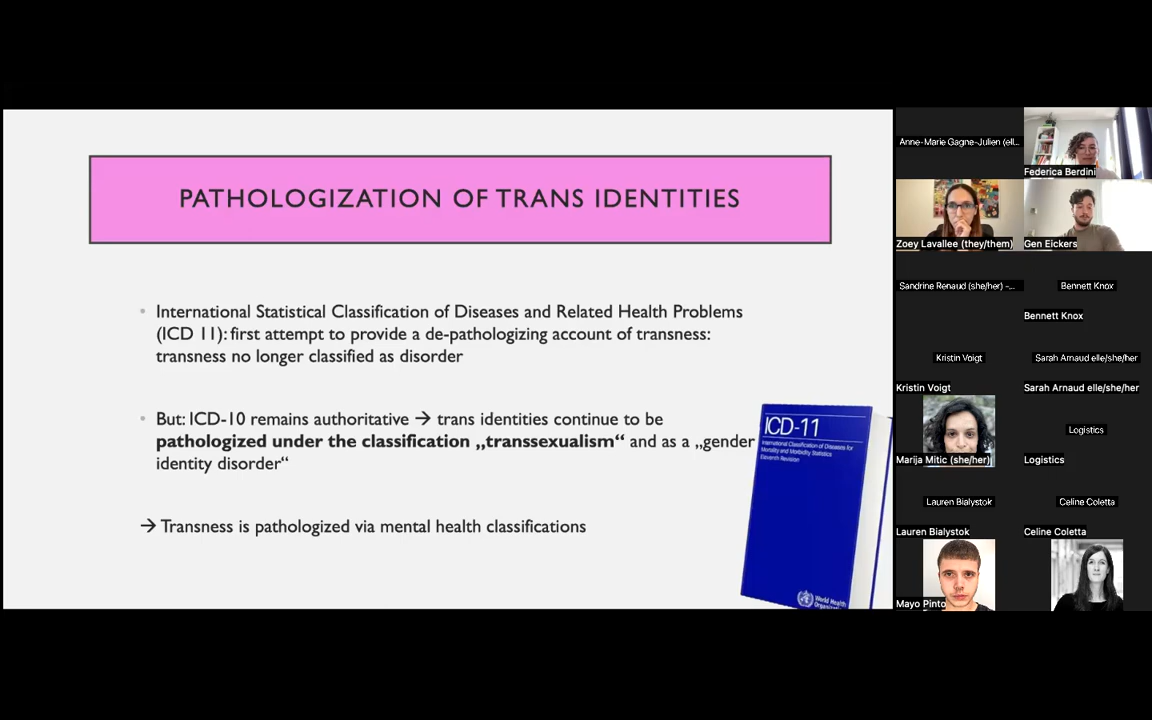 PATHOLOGIZATION OF TRANS IDENTITIES
• International Statistical Classification of Diseases and Related Health Problems
(ICD 11): first attempt to provide a de-pathologizing account of transness:
transness no longer classified as disorder
• But: ICD-10 remains authoritative → trans identities continue to be
pathologized under the classification „transsexualism“ and as a „gender
identity disorder“
→ Transness is pathologized via mental health classifications
ICD-11
International Classification of Diseases for
Mortality and Morbidity Statistics
Eleventh Revision
World Health
Organizatio
Anne-Marie Gagne-Julien (ell...
Federica Berdini
Zoey Lavallee (they/them)
Gen Eickers
Sandrine Renaud (she/her) -...
Bennett Knox
Bennett Knox
Kristin Voigt
Sarah Arnaud elle/she/her
Kristin Voigt
Sarah Arnaud elle/she/her
Marija Mitic (she/her)
Logistics
Logistics
Lauren Bialystok
Celine Coletta
Lauren Bialystok
Celine Coletta
Mayo Pinto